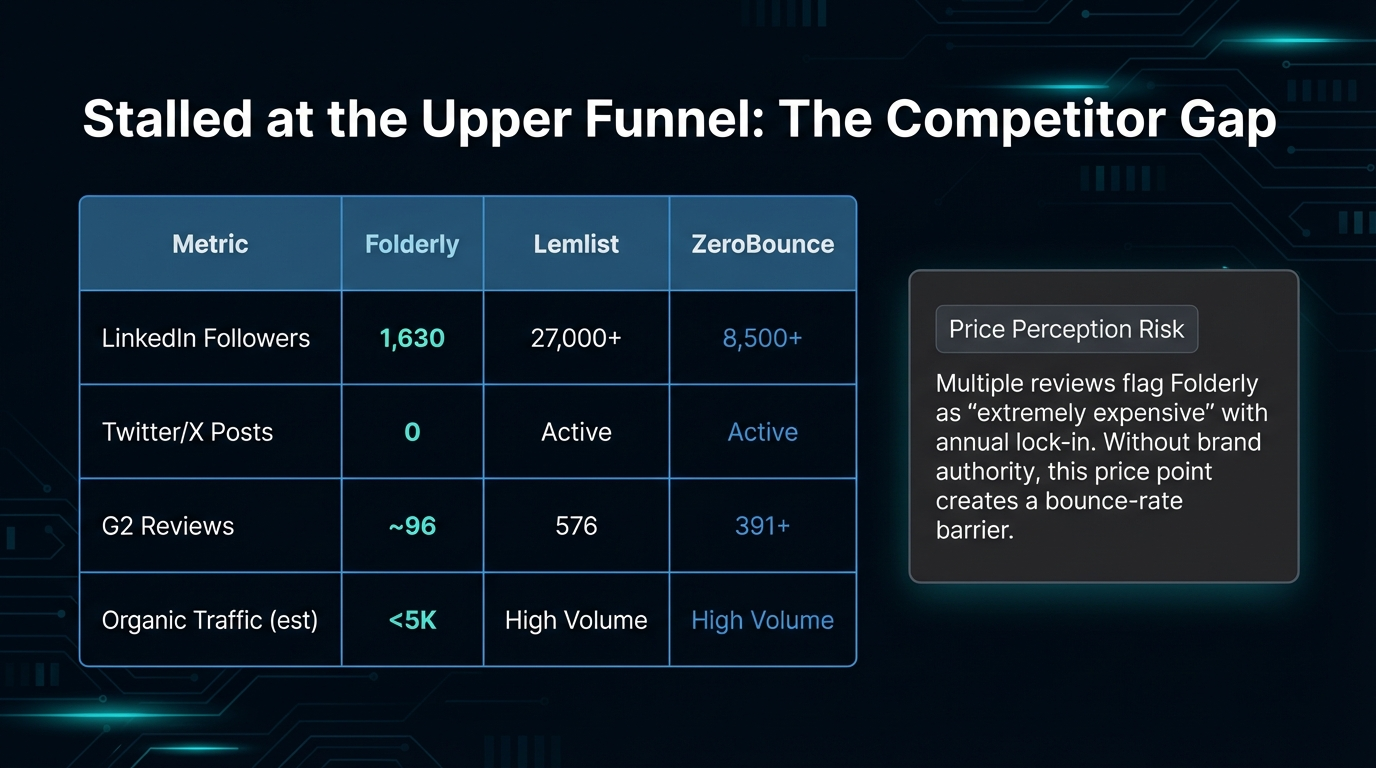 Stalled at the Upper Funnel: The Competitor Gap
Metric Folderly Lemlist ZeroBounce
LinkedIn Followers 1,630 27,000+ 8,500+
Twitter/X Posts 0 Active Active
G2 Reviews ~96 576 391+
Organic Traffic (est) <5K High Volume High Volume
Price Perception Risk
Multiple reviews flag Folderly
as “extremely expensive” with
annual lock-in. Without brand
authority, this price point
creates a bounce-rate
barrier.